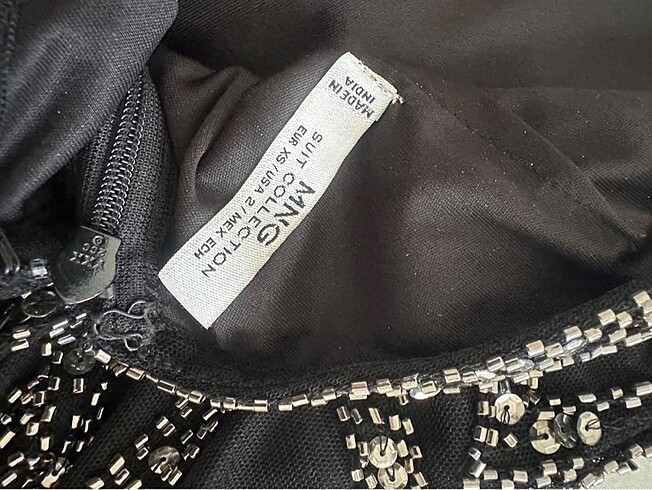 MNG
SUIT COLLECTION
EUR XS / USA 2 / MEX ECH
MADE IN
INDIA